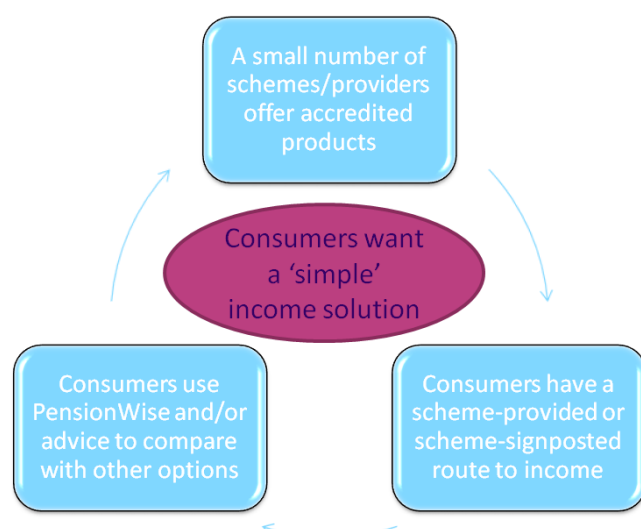 A small number of
schemes/providers
offer accredited
products
Consumers want
a ‘simple’
income solution
Consumers use
PensionWise and/or
advice to compare
with other options
Consumers have a
scheme-provided or
scheme-signposted
route to income